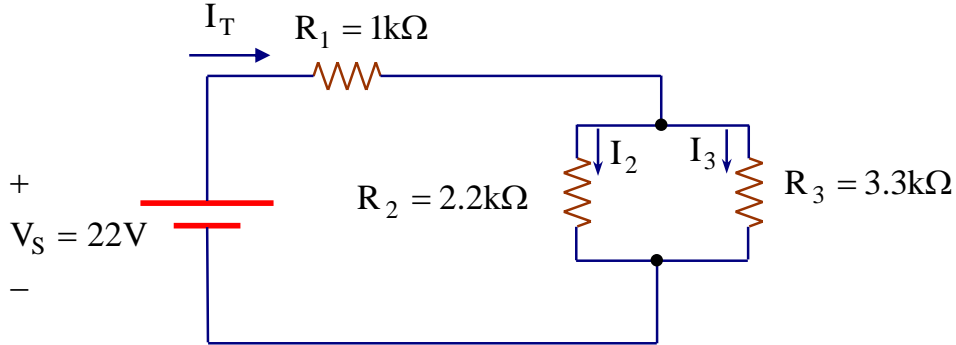 I_T
R_1 = 1kΩ
I_2
I_3
R_2 = 2.2kΩ
R_3 = 3.3kΩ
+
V_S = 22V
−